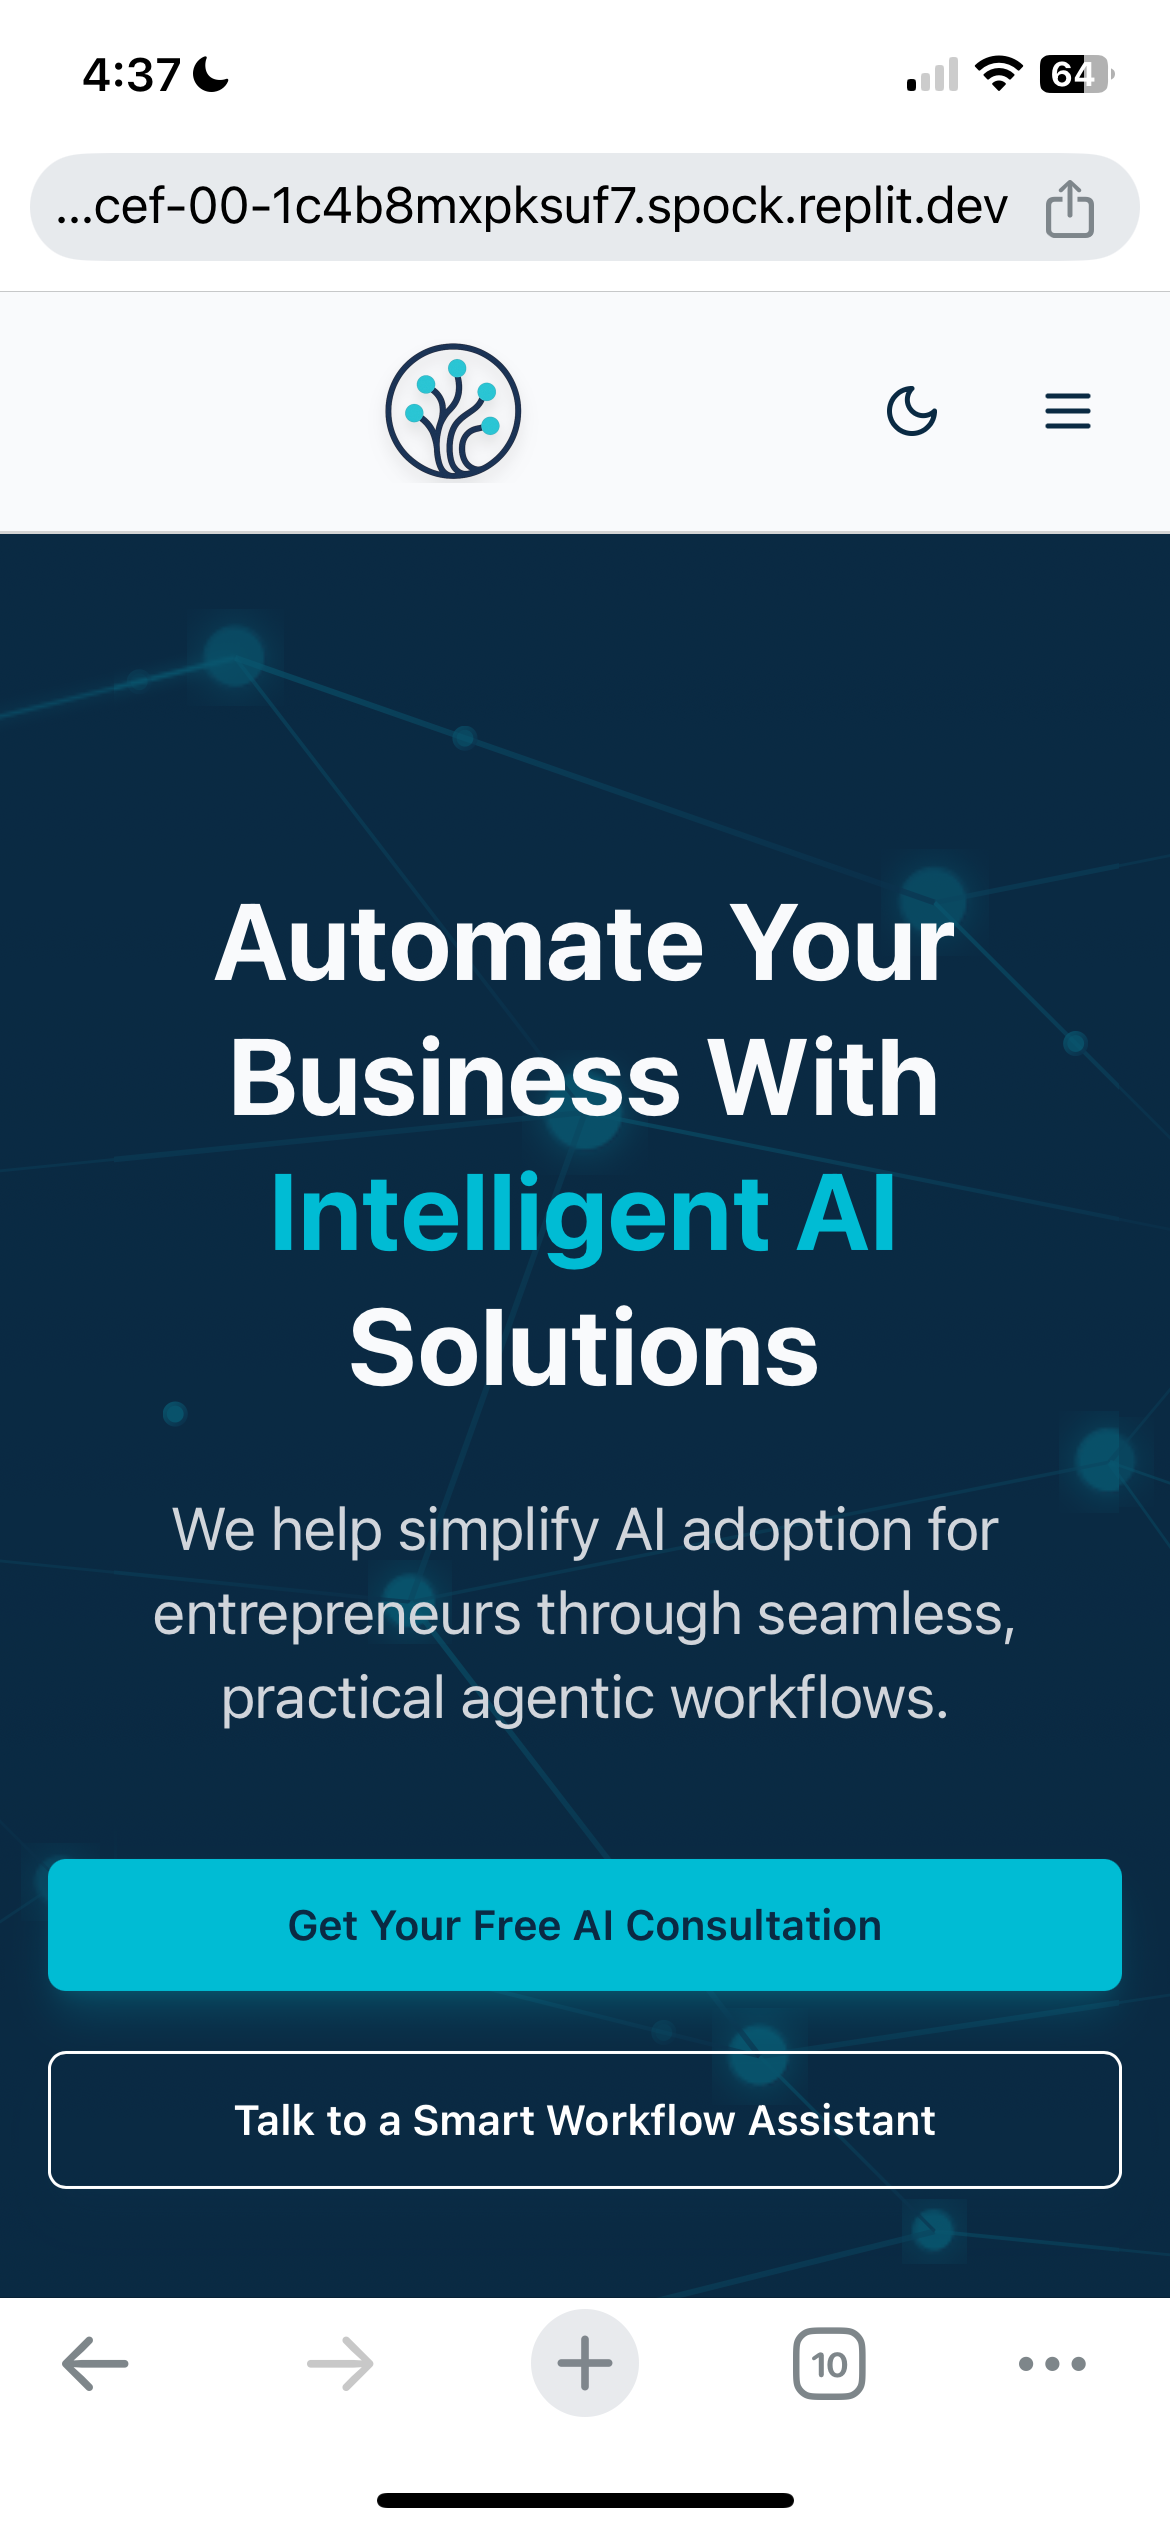 4:37
64
...cef-00-1c4b8mxpksuf7.spock.replit.dev
Automate Your
Business With
Intelligent AI
Solutions
We help simplify AI adoption for
entrepreneurs through seamless,
practical agentic workflows.
Get Your Free AI Consultation
Talk to a Smart Workflow Assistant
10